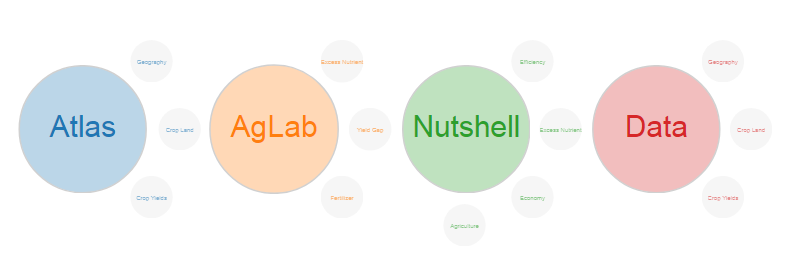 Atlas
Geography
Crop Land
Crop Yields
AgLab
Excess Nutrient
Yield Gap
Fertilizer
Nutshell
Efficiency
Excess Nutrient
Economy
Agriculture
Data
Geography
Crop Land
Crop Yields